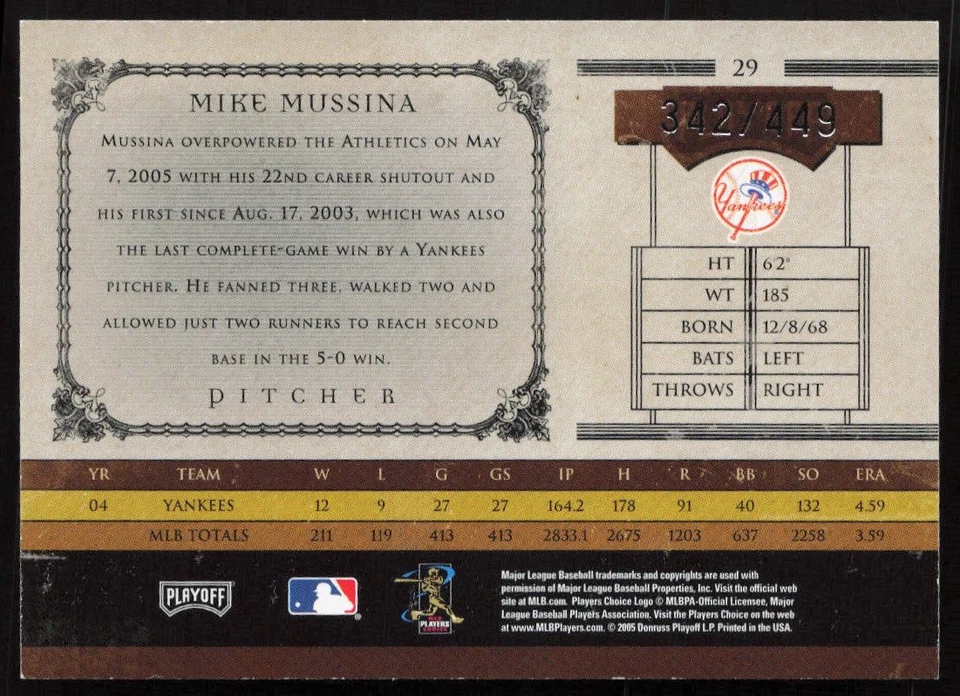 29
342/449
MIKE MUSSINA
MUSSINA OVERPOWERED THE ATHLETICS ON MAY
7, 2005 WITH HIS 22ND CAREER SHUTOUT AND
HIS FIRST SINCE AUG. 17, 2003, WHICH WAS ALSO
THE LAST COMPLETE-GAME WIN BY A YANKEES
PITCHER. HE FANNED THREE, WALKED TWO AND
ALLOWED JUST TWO RUNNERS TO REACH SECOND
BASE IN THE 5-0 WIN.
PITCHER
Yankees
HT 6'2"
WT 185
BORN 12/8/68
BATS LEFT
THROWS RIGHT
YR TEAM W L G GS IP H R BB SO ERA
04 YANKEES 12 9 27 27 164.2 178 91 40 132 4.59
MLB TOTALS 211 119 413 413 2833.1 2675 1203 637 2258 3.59
PLAYOFF
MLB
PLAYERS
CHOICE
Major League Baseball trademarks and copyrights are used with
permission of Major League Baseball Properties, Inc. Visit the official web
site at MLB.com. Players Choice Logo © MLBPA-Official Licensee, Major
League Baseball Players Association. Visit the Players Choice on the web
at www.MLBPlayers.com. © 2005 Donruss Playoff L.P. Printed in the USA.